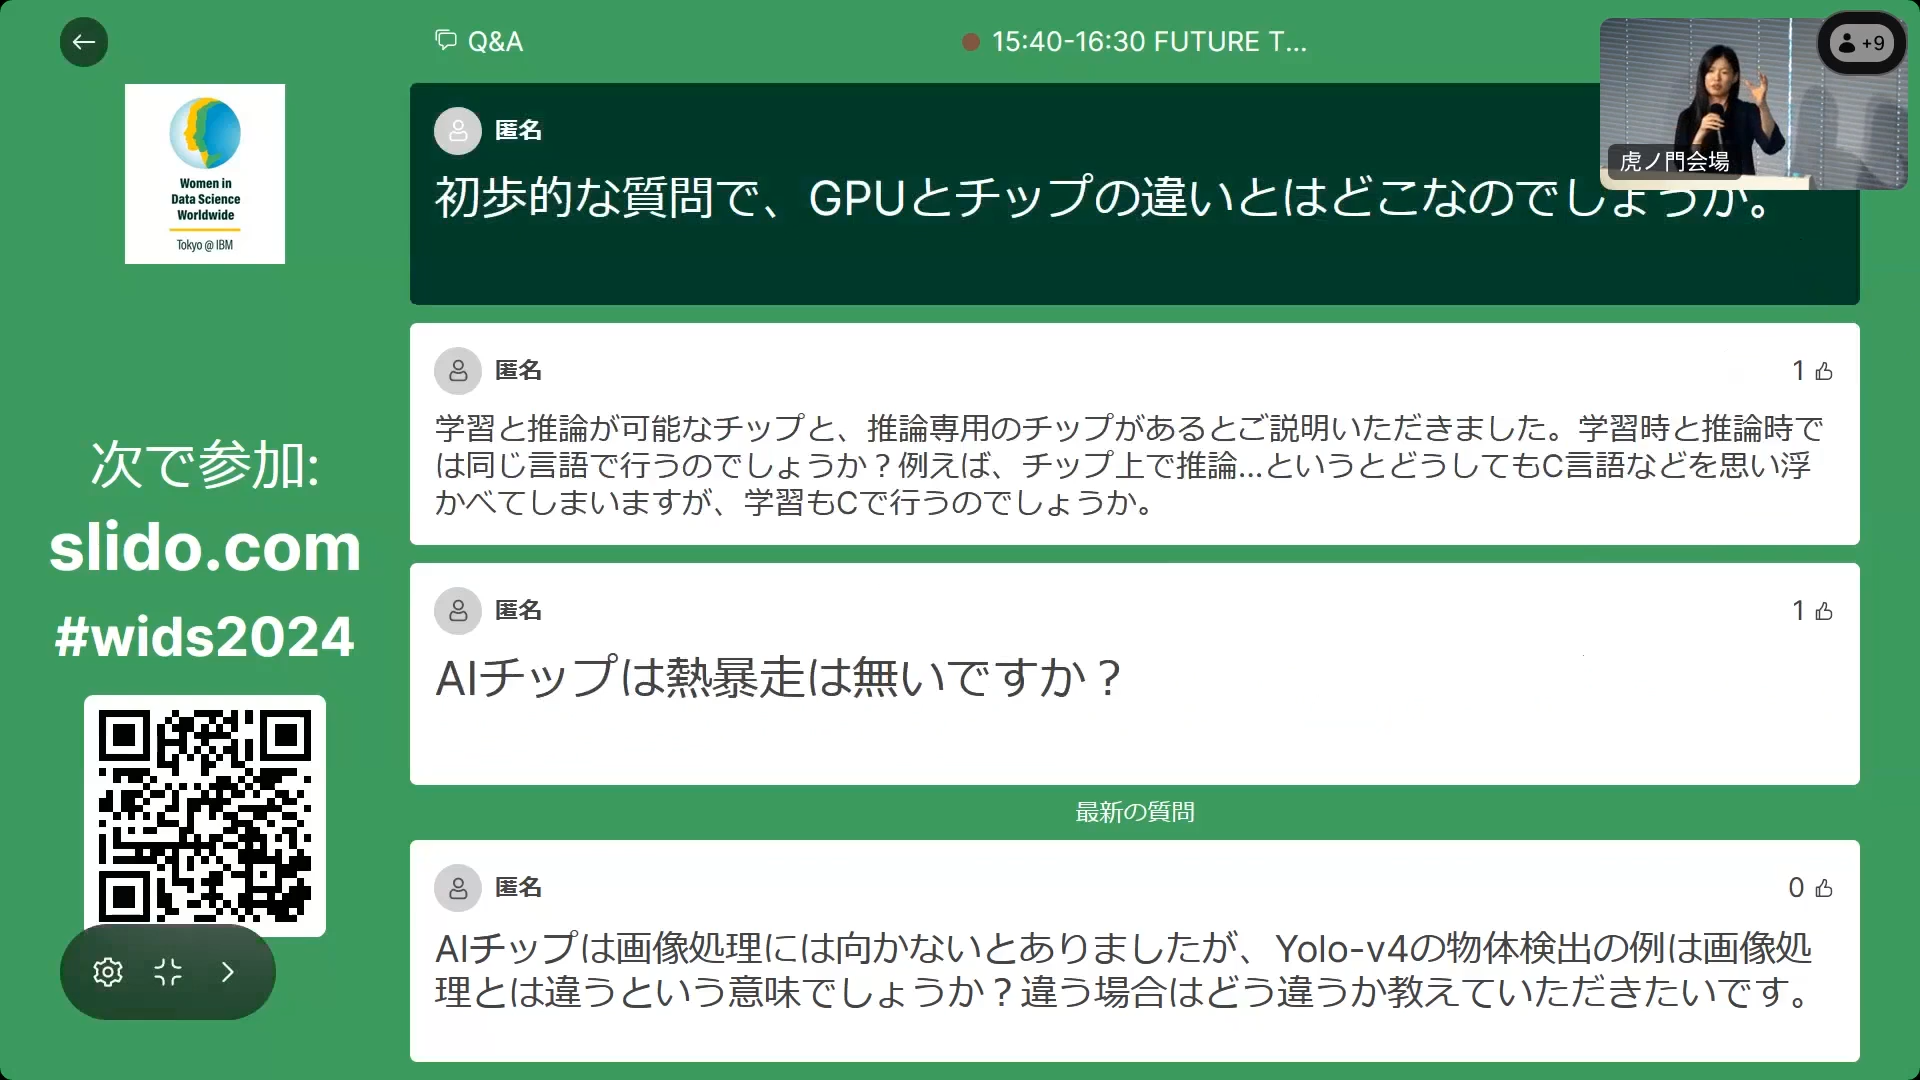 Q&A
15:40-16:30 FUTURE T...
+9
虎ノ門会場
Women in
Data Science
Worldwide
Tokyo @ IBM
次で参加:
slido.com
#wids2024
匿名
初歩的な質問で、GPUとチップの違いとはどこなのでしょうか。
匿名
1
学習と推論が可能なチップと、推論専用のチップがあるとご説明いただきました。学習時と推論時で
は同じ言語で行うのでしょうか？例えば、チップ上で推論...というとどうしてもC言語などを思い浮
かべてしまいますが、学習もCで行うのでしょうか。
匿名
1
AIチップは熱暴走は無いですか？
最新の質問
匿名
0
AIチップは画像処理には向かないとありましたが、Yolo-v4の物体検出の例は画像処
理とは違うという意味でしょうか？違う場合はどう違うか教えていただきたいです。